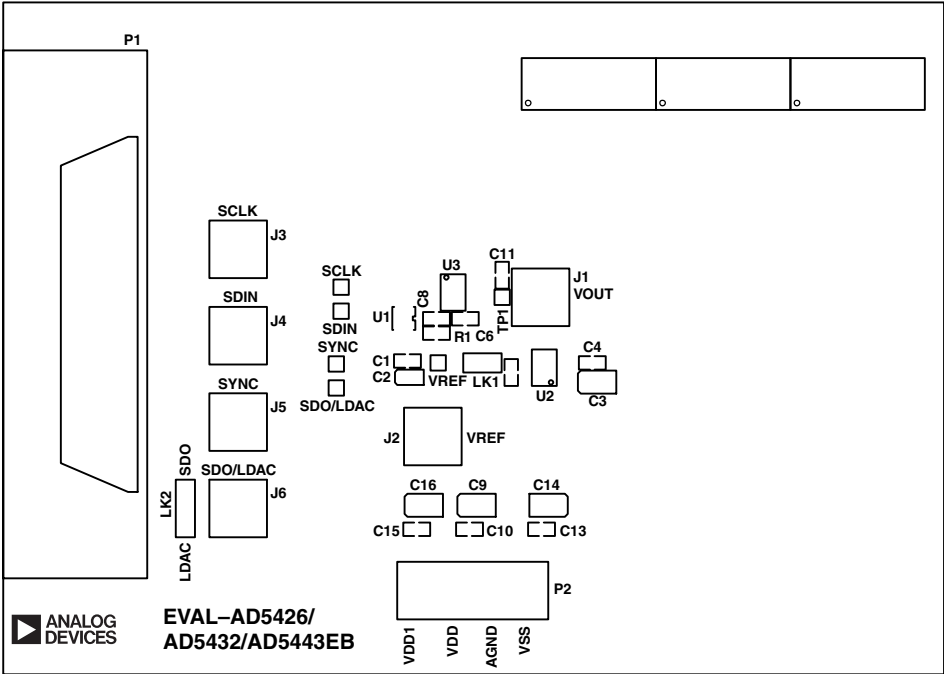 P1
SCLK
J3
SDIN
J4
SYNC
J5
SDO/LDAC
J6
SDO
LK2
LDAC
SCLK
SDIN
SYNC
SDO/LDAC
U3
C8
U1
R1
C6
C11
TP1
J1
VOUT
C1
C2
VREF
LK1
U2
C4
C3
J2
VREF
C16
C9
C14
C15
C10
C13
P2
VDD1
VDD
AGND
VSS
ANALOG
DEVICES
EVAL–AD5426/
AD5432/AD5443EB